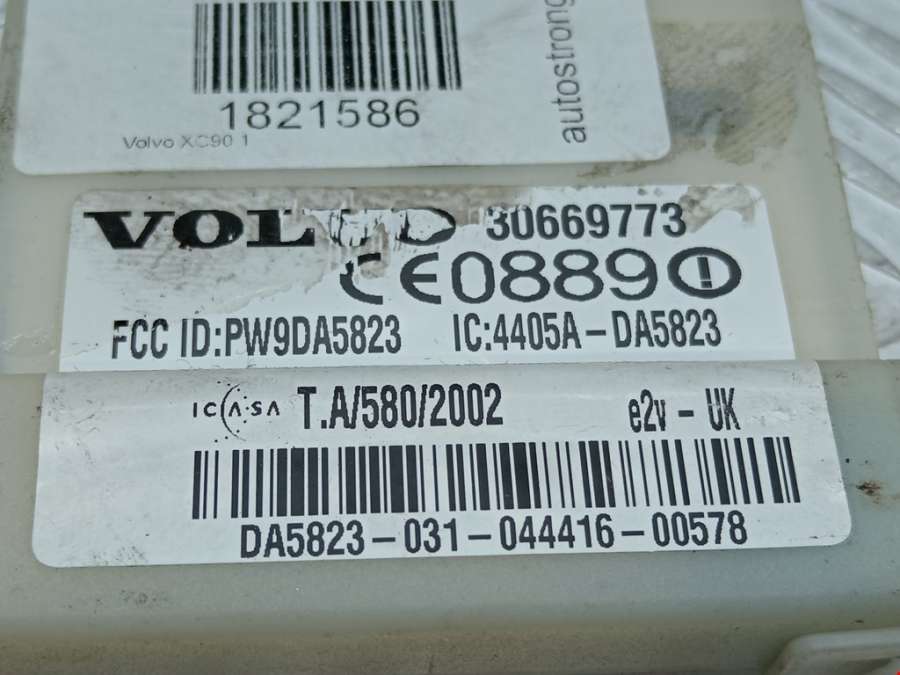 1821586
Volvo XC90 1
autostrong
VOLVO 30669773
CE0889
FCC ID:PW9DA5823 IC:4405A-DA5823
ICASA T.A/580/2002 e2v - UK
DA5823-031-044416-00578